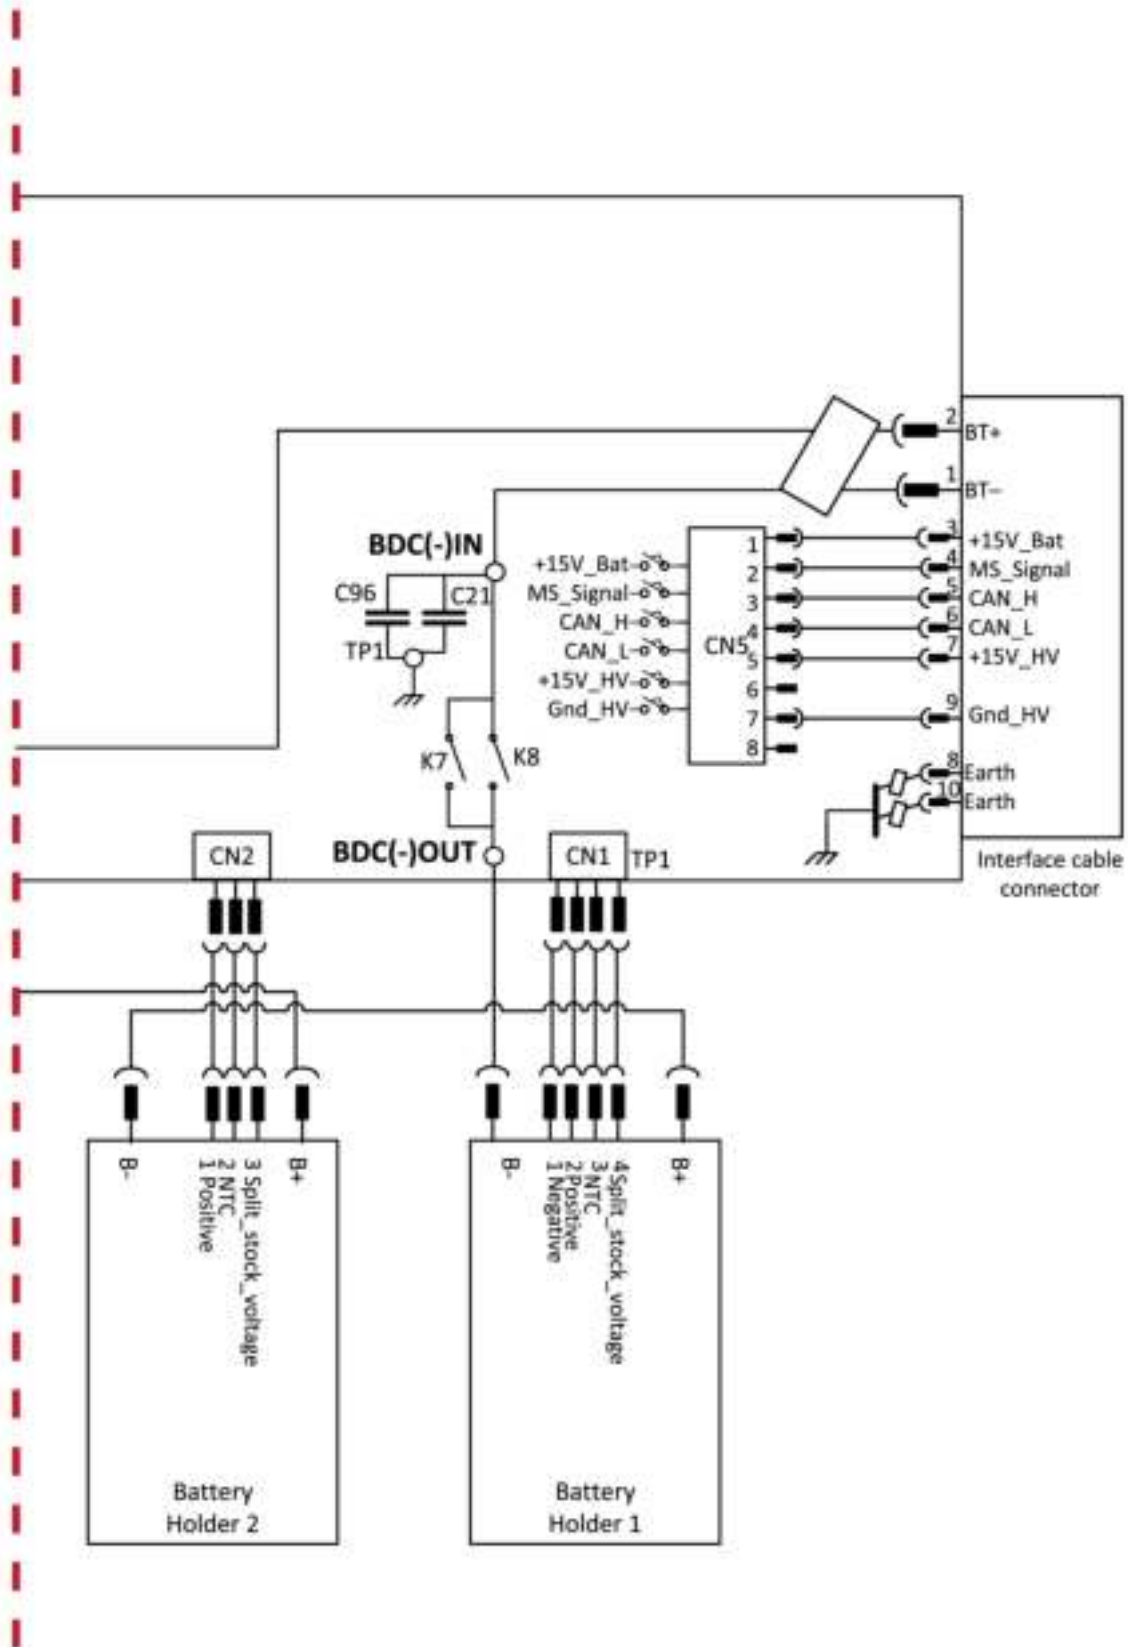 2
BT+
1
BT–
BDC(-)IN
C96
C21
TP1
+15V_Bat
MS_Signal
CAN_H
CAN_L
+15V_HV
Gnd_HV
CN5
1
2
3
4
5
6
7
8
3
+15V_Bat
4
MS_Signal
5
CAN_H
6
CAN_L
7
+15V_HV
9
Gnd_HV
8
Earth
10
Earth
K7
K8
Interface cable
connector
CN2
BDC(-)OUT
CN1
TP1
B-
1 Positive
2 NTC
3 Split_stock_voltage
B+
Battery
Holder 2
B-
1 Negative
2 Positive
3 NTC
4 Split_stock_voltage
B+
Battery
Holder 1